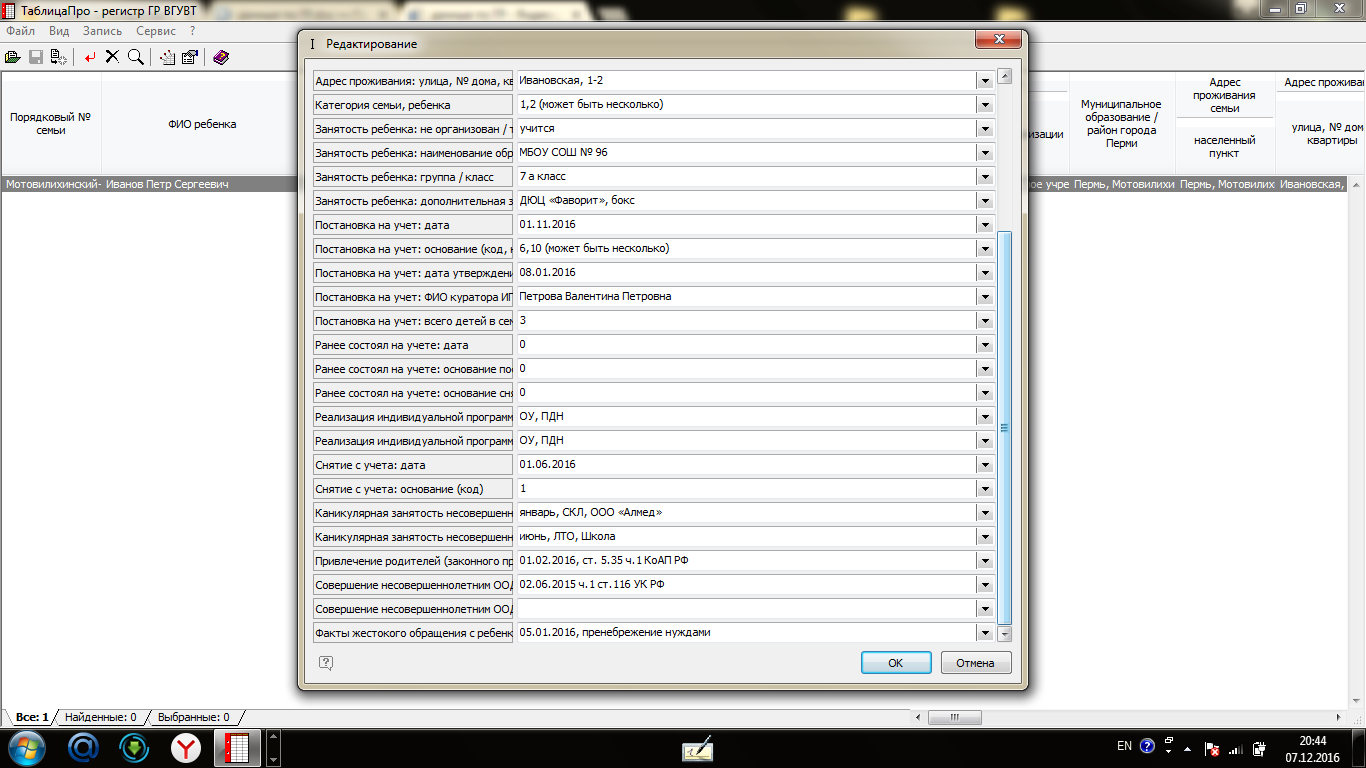 ТаблицаПро - регистр ГР ВГУВТ
Файл Вид Запись Сервис ?
Редактирование
Порядковый №
семьи
ФИО ребенка
изации
Муниципальное
образование /
район города
Перми
Адрес
проживания
семьи
населенный
пункт
Адрес прожива
улица, № дом
квартиры
Мотовилихинский- Иванов Петр Сергеевич
ное учре Пермь, Мотовилихи Пермь, Мотовилих Ивановская,
Адрес проживания: улица, № дома, кв Ивановская, 1-2
Категория семьи, ребенка 1,2 (может быть несколько)
Занятость ребенка: не организован / т учится
Занятость ребенка: наименование обр МБОУ СОШ № 96
Занятость ребенка: группа / класс 7 а класс
Занятость ребенка: дополнительная з ДЮЦ «Фаворит», бокс
Постановка на учет: дата 01.11.2016
Постановка на учет: основание (код, н 6,10 (может быть несколько)
Постановка на учет: дата утверждени 08.01.2016
Постановка на учет: ФИО куратора ИП Петрова Валентина Петровна
Постановка на учет: всего детей в сем 3
Ранее состоял на учете: дата 0
Ранее состоял на учете: основание пос 0
Ранее состоял на учете: основание сня 0
Реализация индивидуальной программ ОУ, ПДН
Реализация индивидуальной программ ОУ, ПДН
Снятие с учета: дата 01.06.2016
Снятие с учета: основание (код) 1
Каникулярная занятость несовершенн январь, СКЛ, ООО «Алмед»
Каникулярная занятость несовершенн июнь, ЛТО, Школа
Привлечение родителей (законного пр 01.02.2016, ст. 5.35 ч.1 КоАП РФ
Совершение несовершеннолетним ООД 02.06.2015 ч.1 ст.116 УК РФ
Совершение несовершеннолетним ООД
Факты жестокого обращения с ребенк 05.01.2016, пренебрежение нуждами
OK Отмена
Все: 1 Найденные: 0 Выбранные: 0
EN
20:44
07.12.2016